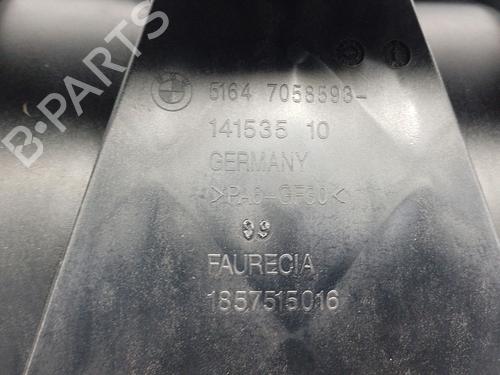 B-PARTS
5164 7058593-
141535 10
GERMANY
>PA6-GF30<
09
FAURECIA
1857515016